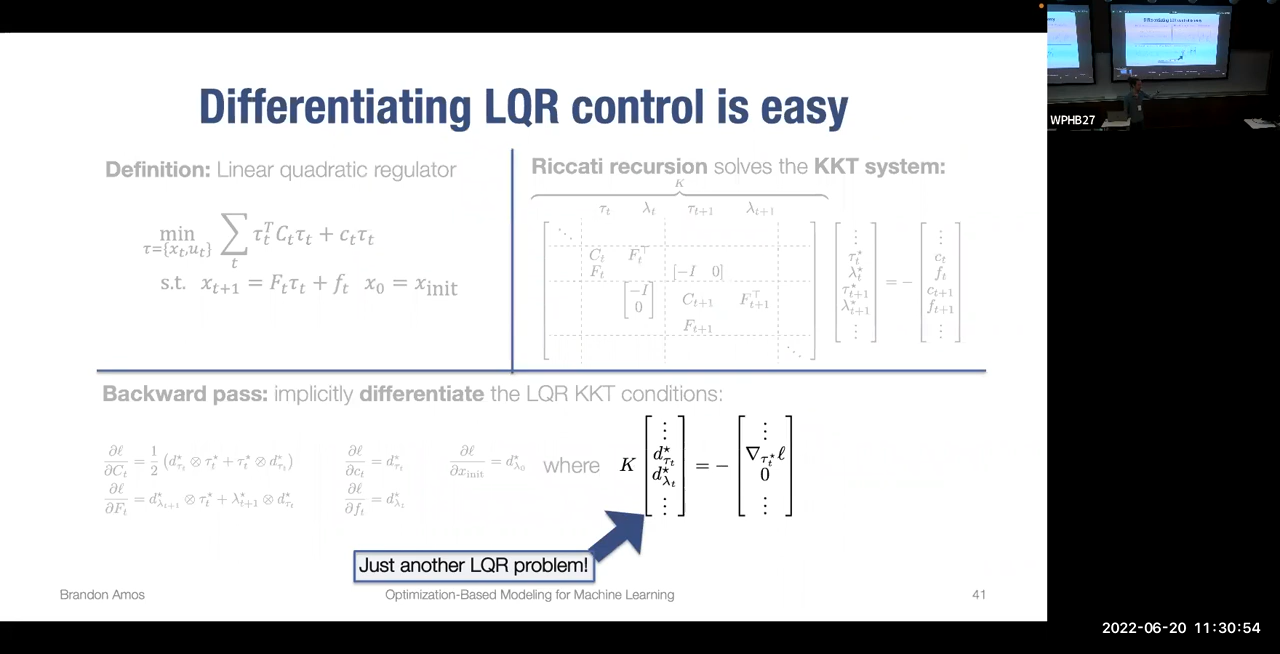 Differentiating LQR control is easy
WPHB27
Definition: Linear quadratic regulator
min τ={x_t,u_t} ∑_t τ_t^T C_t τ_t + c_t τ_t
s.t. x_{t+1} = F_t τ_t + f_t x_0 = x_init
Riccati recursion solves the KKT system:
K
τ_t λ_t τ_{t+1} λ_{t+1}
⋱
C_t F_t^⊤
F_t [−I 0]
[−I 0] C_{t+1} F_{t+1}^⊤
F_{t+1}
⋱
[⋮ τ_t^⋆ λ_t^⋆ τ_{t+1}^⋆ λ_{t+1}^⋆ ⋮] = − [⋮ c_t f_t c_{t+1} f_{t+1} ⋮]
Backward pass: implicitly differentiate the LQR KKT conditions:
∂ℓ/∂C_t = 1/2 (d_{τ_t}^⋆ ⊗ τ_t^⋆ + τ_t^⋆ ⊗ d_{τ_t}^⋆) ∂ℓ/∂c_t = d_{τ_t}^⋆ ∂ℓ/∂x_init = d_{λ_0}^⋆ where K [⋮ d_{τ_t}^⋆ d_{λ_t}^⋆ ⋮] = − [⋮ ∇_{τ_t^⋆} ℓ 0 ⋮]
∂ℓ/∂F_t = d_{λ_{t+1}}^⋆ ⊗ τ_t^⋆ + λ_{t+1}^⋆ ⊗ d_{τ_t}^⋆ ∂ℓ/∂f_t = d_{λ_t}^⋆
Just another LQR problem!
Brandon Amos Optimization-Based Modeling for Machine Learning 41
2022-06-20 11:30:54